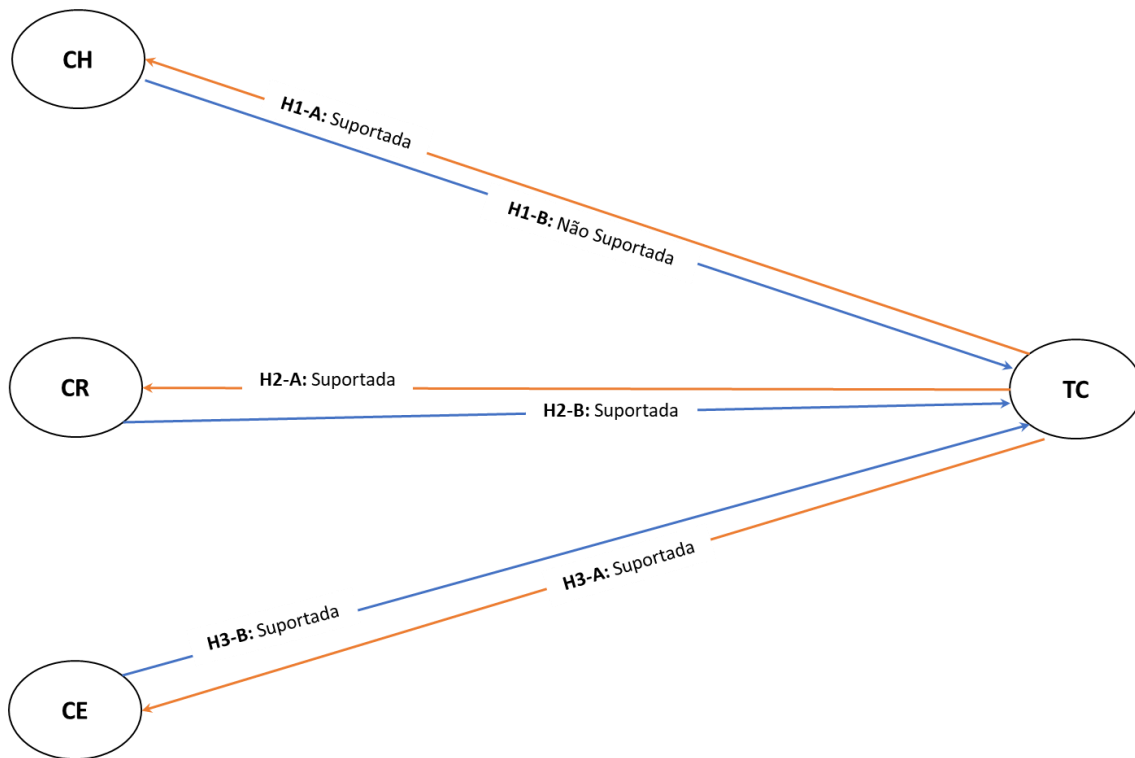 CH
H1-A: Suportada
H1-B: Não Suportada
CR
H2-A: Suportada
H2-B: Suportada
TC
H3-A: Suportada
H3-B: Suportada
CE